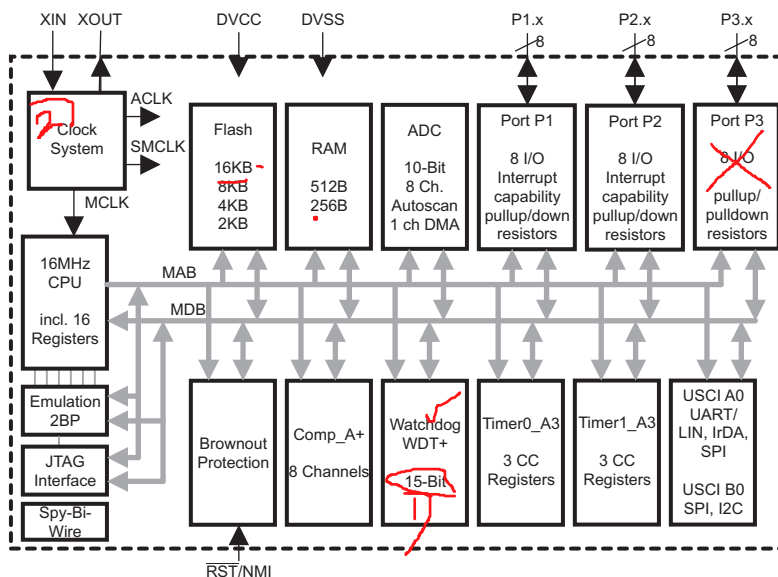 XIN
XOUT
DVCC
DVSS
P1.x
P2.x
P3.x
8
8
8
ACLK
SMCLK
MCLK
Clock
System
Flash
16KB
8KB
4KB
2KB
RAM
512B
256B
ADC
10-Bit
8 Ch.
Autoscan
1 ch DMA
Port P1
8 I/O
Interrupt
capability
pullup/down
resistors
Port P2
8 I/O
Interrupt
capability
pullup/down
resistors
Port P3
8 I/O
pullup/
pulldown
resistors
16MHz
CPU
incl. 16
Registers
MAB
MDB
Emulation
2BP
JTAG
Interface
Spy-Bi-
Wire
Brownout
Protection
Comp_A+
8 Channels
Watchdog
WDT+
15-Bit
Timer0_A3
3 CC
Registers
Timer1_A3
3 CC
Registers
USCI A0
UART/
LIN, IrDA,
SPI
USCI B0
SPI, I2C
RST/NMI